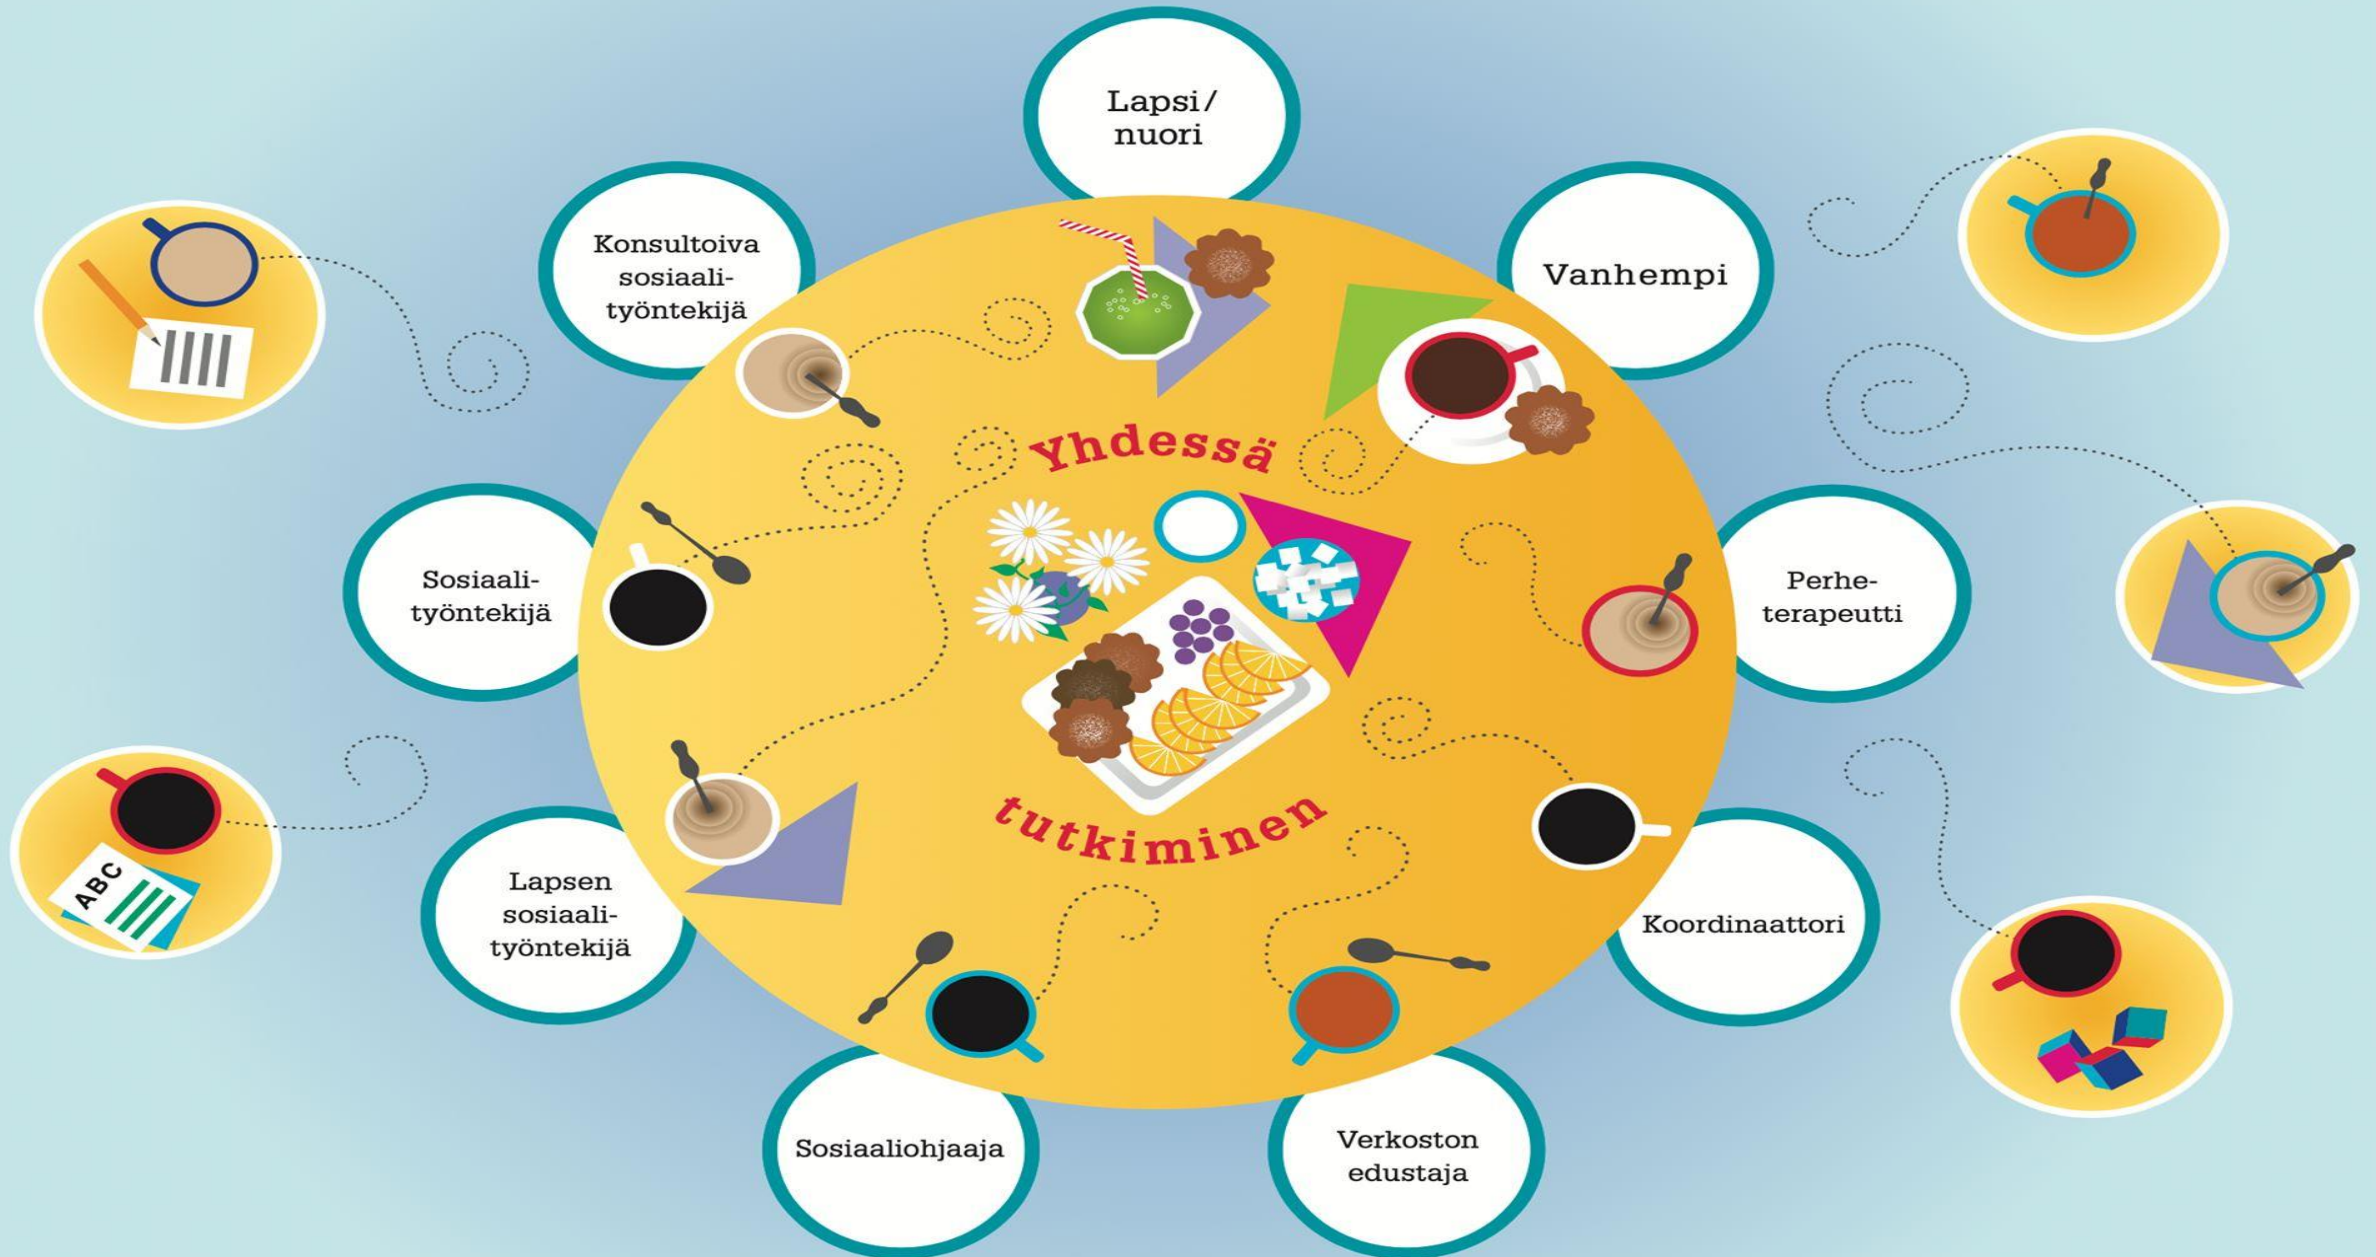 Lapsi/
nuori
Konsultoiva
sosiaali-
työntekijä
Vanhempi
Yhdessä
Sosiaali-
työntekijä
Perhe-
terapeutti
tutkiminen
ABC
Lapsen
sosiaali-
työntekijä
Koordinaattori
Sosiaaliohjaaja
Verkoston
edustaja